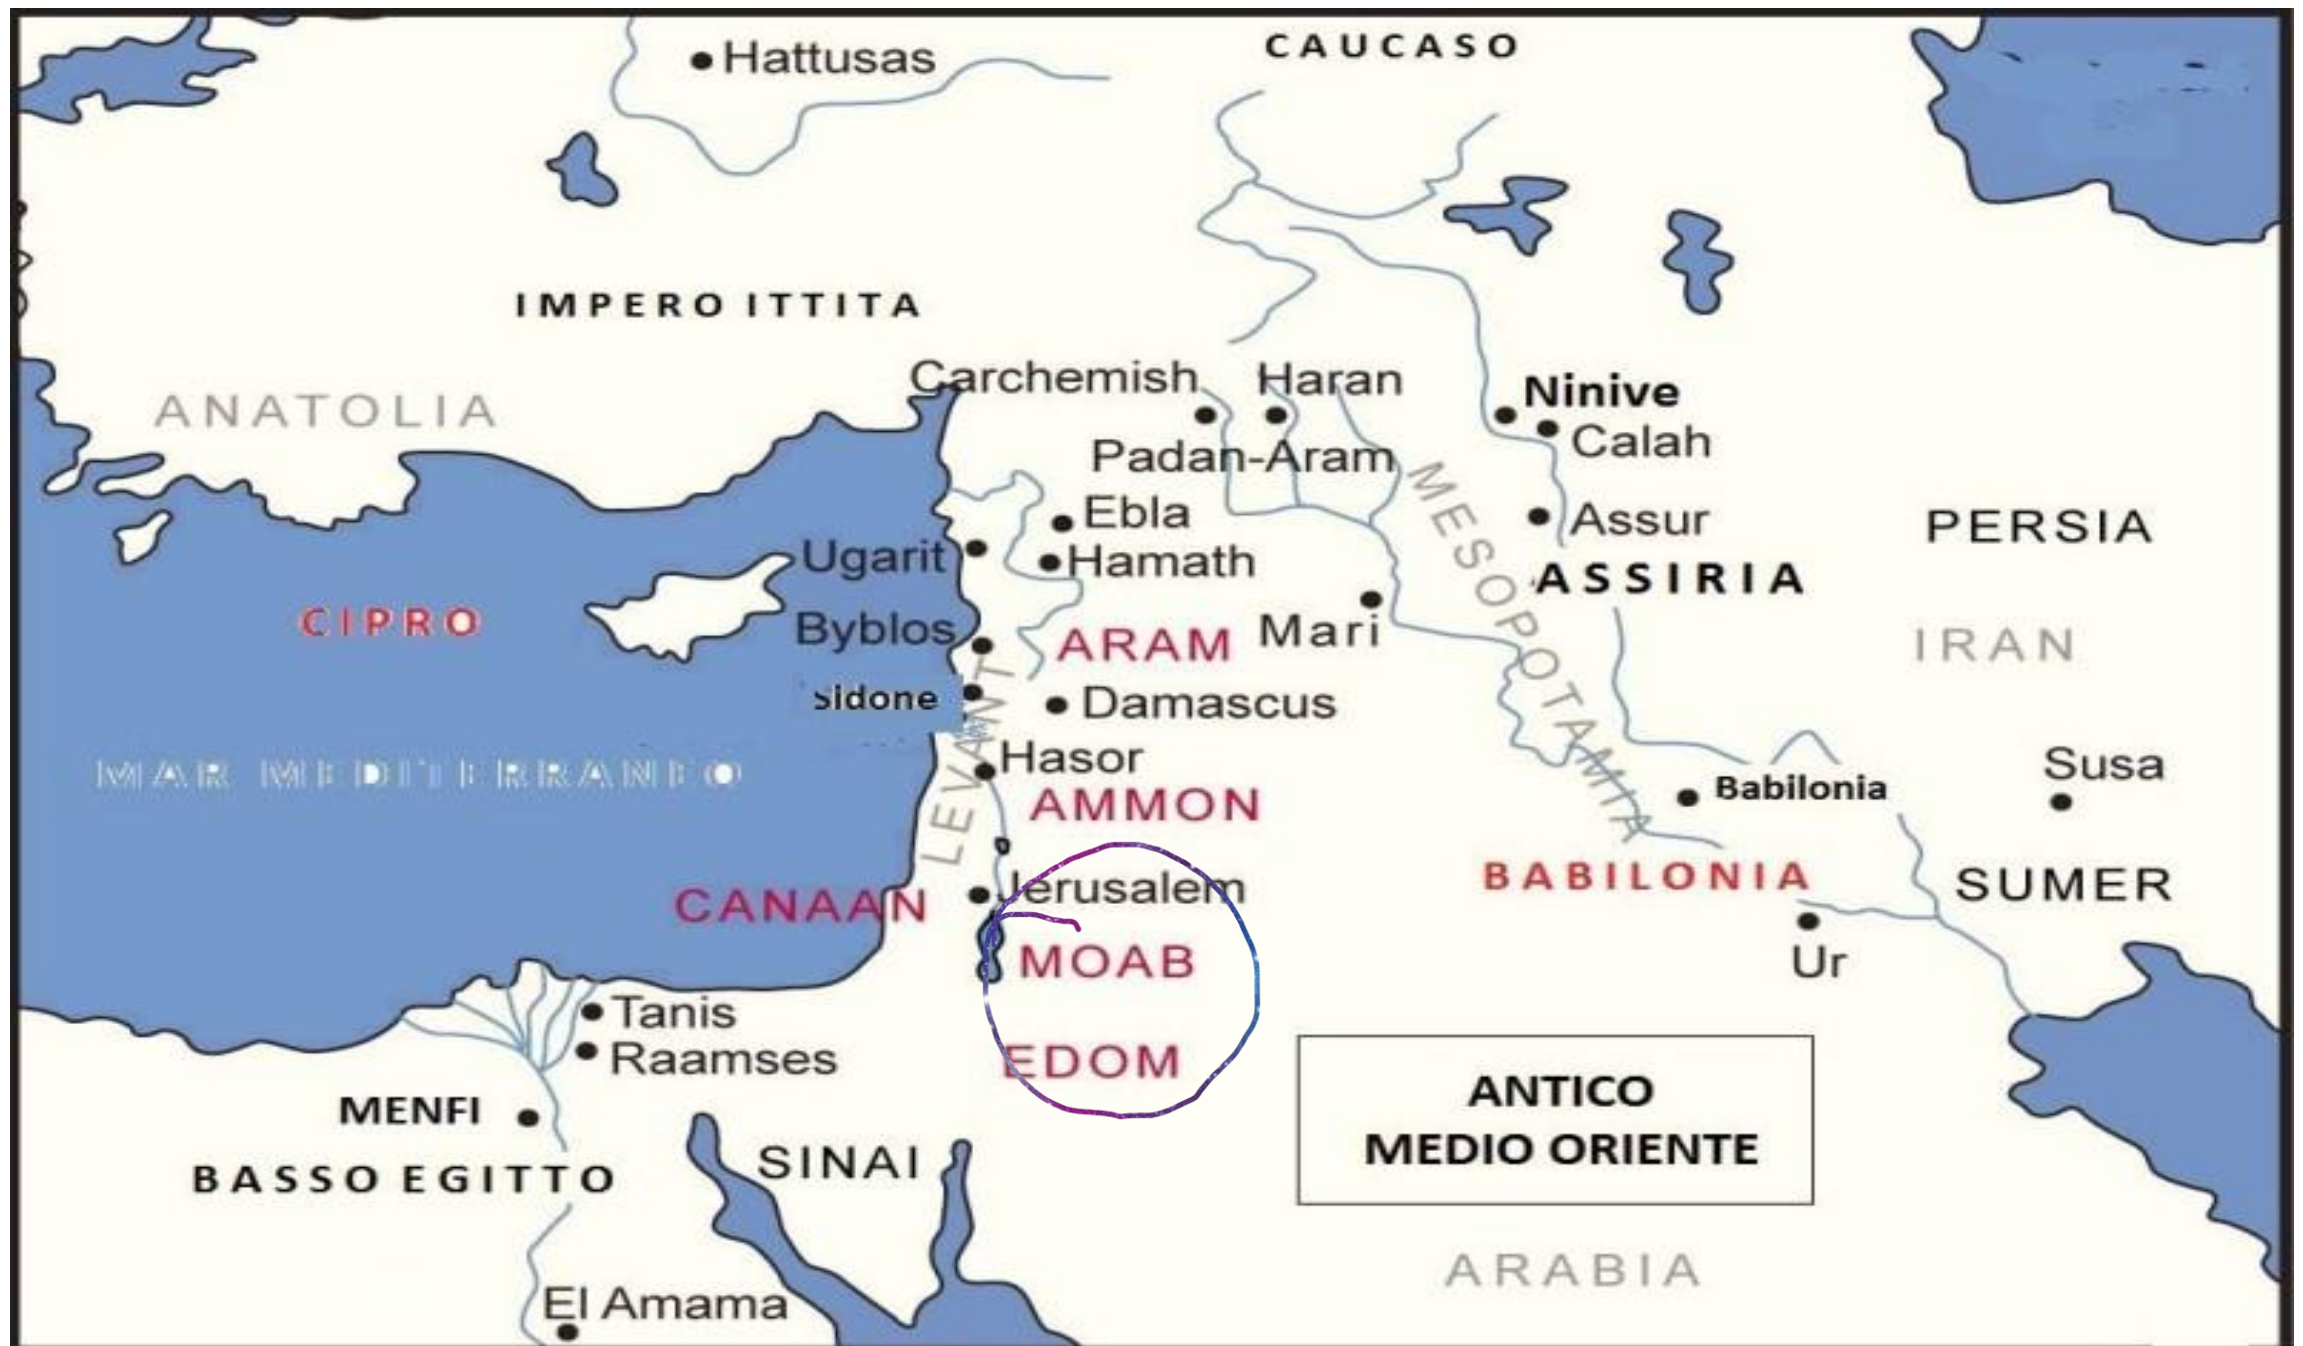 Hattusas
CAUCASO
IMPERO ITTITA
ANATOLIA
Carchemish
Haran
Ninive
Calah
Padan-Aram
MESOPOTAMIA
Ebla
Assur
PERSIA
Ugarit
Hamath
ASSIRIA
CIPRO
Byblos
ARAM
Mari
IRAN
Sidone
LEVANT
Damascus
MAR MEDITERRANEO
Hasor
Susa
Babilonia
AMMON
BABILONIA
SUMER
Jerusalem
CANAAN
MOAB
Ur
Tanis
Raamses
EDOM
MENFI
ANTICO
MEDIO ORIENTE
BASSO EGITTO
SINAI
ARABIA
El Amama